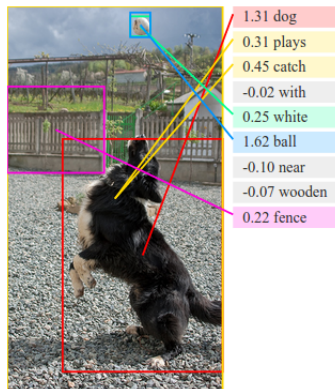 1.31 dog
0.31 plays
0.45 catch
-0.02 with
0.25 white
1.62 ball
-0.10 near
-0.07 wooden
0.22 fence